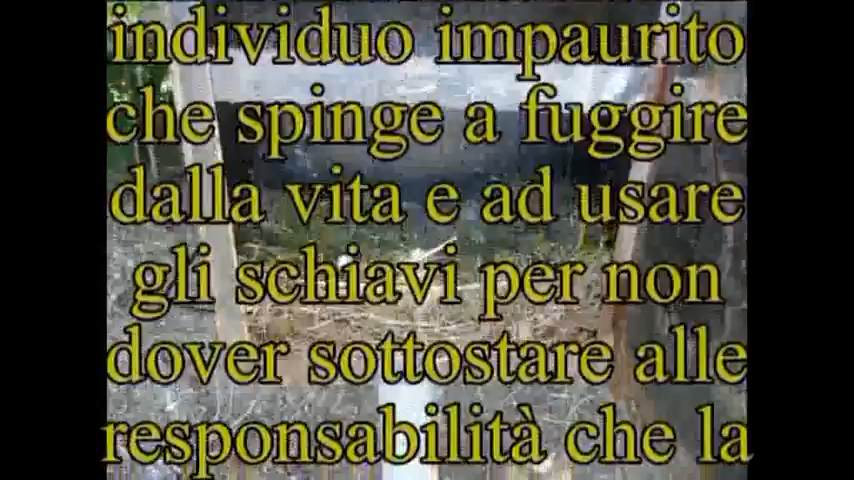 individuo impaurito
che spinge a fuggire
dalla vita e ad usare
gli schiavi per non
dover sottostare alle
responsabilità che la